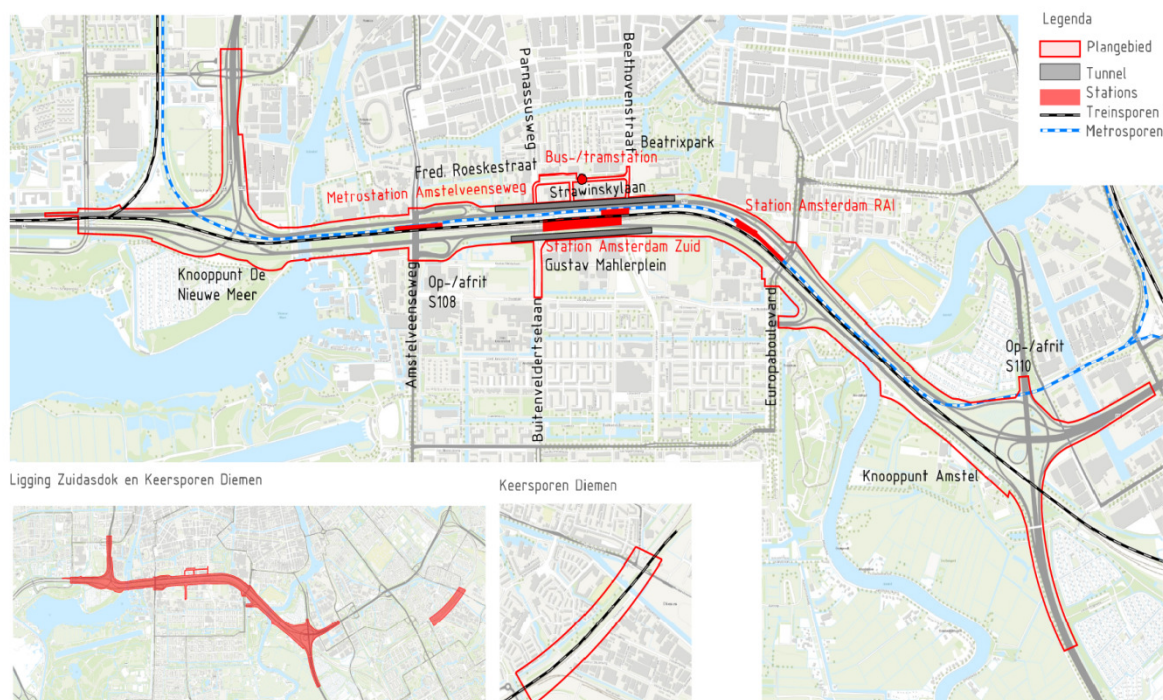 Legenda
Plangebied
Tunnel
Stations
Treinsporen
Metrosporen
Parnassusweg
Beethovenstraat
Beatrixpark
Bus-/tramstation
Fred. Roeskestraat
Metrostation Amstelveenseweg
Strawinskylaan
Station Amsterdam RAI
Station Amsterdam Zuid
Gustav Mahlerplein
Knooppunt De
Nieuwe Meer
Op-/afrit
S108
Amstelveenseweg
Buitenveldertselaan
Europaboulevard
Op-/afrit
S110
Knooppunt Amstel
Ligging Zuidasdok en Keersporen Diemen
Keersporen Diemen